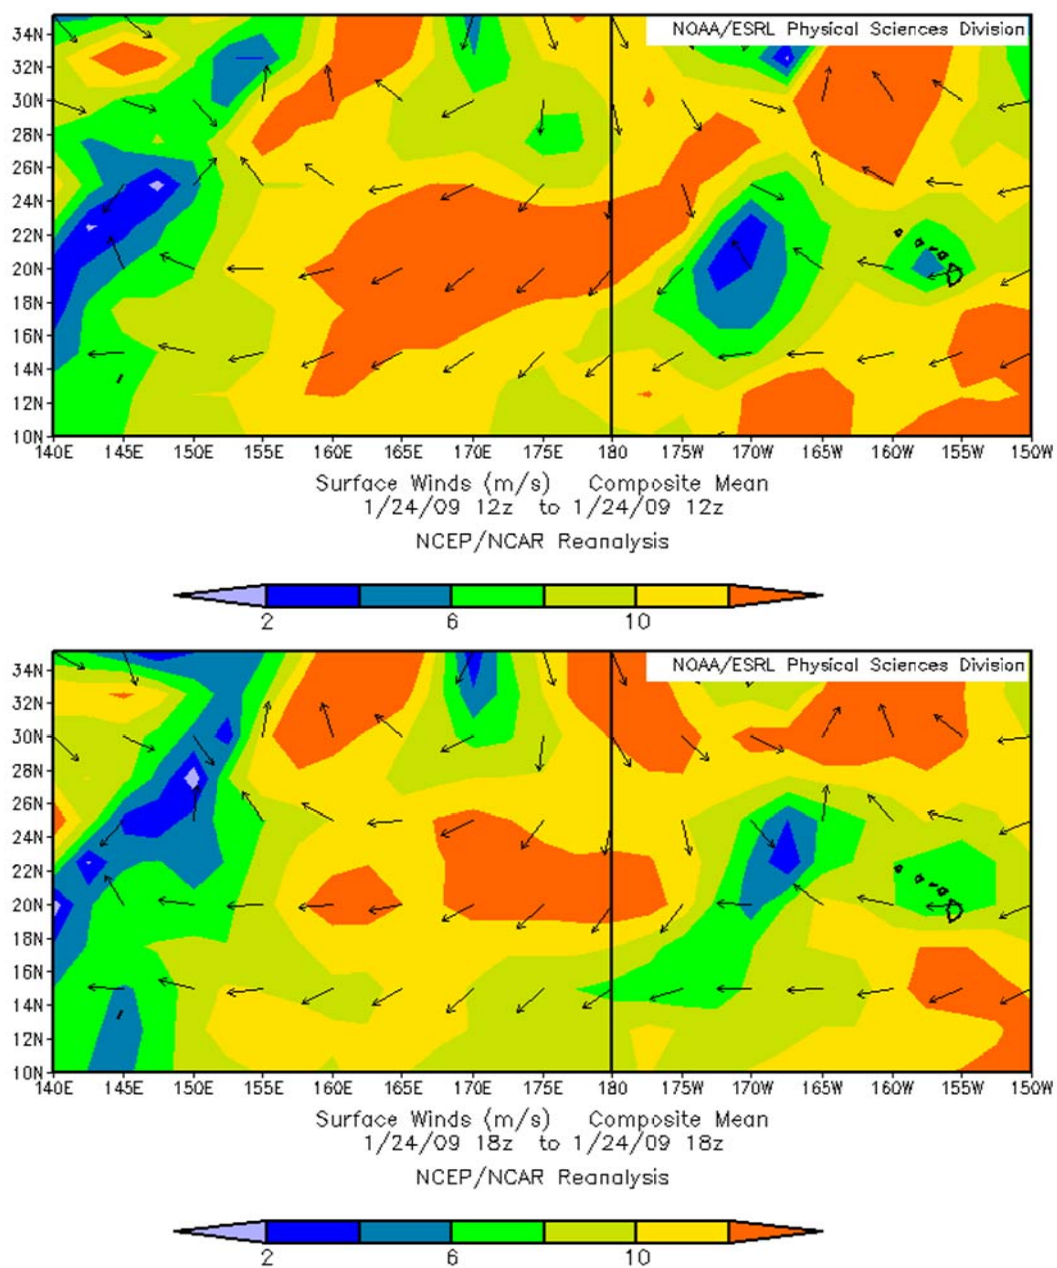 NOAA/ESRL Physical Sciences Division
34N
32N
30N
28N
26N
24N
22N
20N
18N
16N
14N
12N
10N
140E 145E 150E 155E 160E 165E 170E 175E 180 175W 170W 165W 160W 155W 150W
Surface Winds (m/s) Composite Mean
1/24/09 12z to 1/24/09 12z
NCEP/NCAR Reanalysis
2 6 10
NOAA/ESRL Physical Sciences Division
34N
32N
30N
28N
26N
24N
22N
20N
18N
16N
14N
12N
10N
140E 145E 150E 155E 160E 165E 170E 175E 180 175W 170W 165W 160W 155W 150W
Surface Winds (m/s) Composite Mean
1/24/09 18z to 1/24/09 18z
NCEP/NCAR Reanalysis
2 6 10